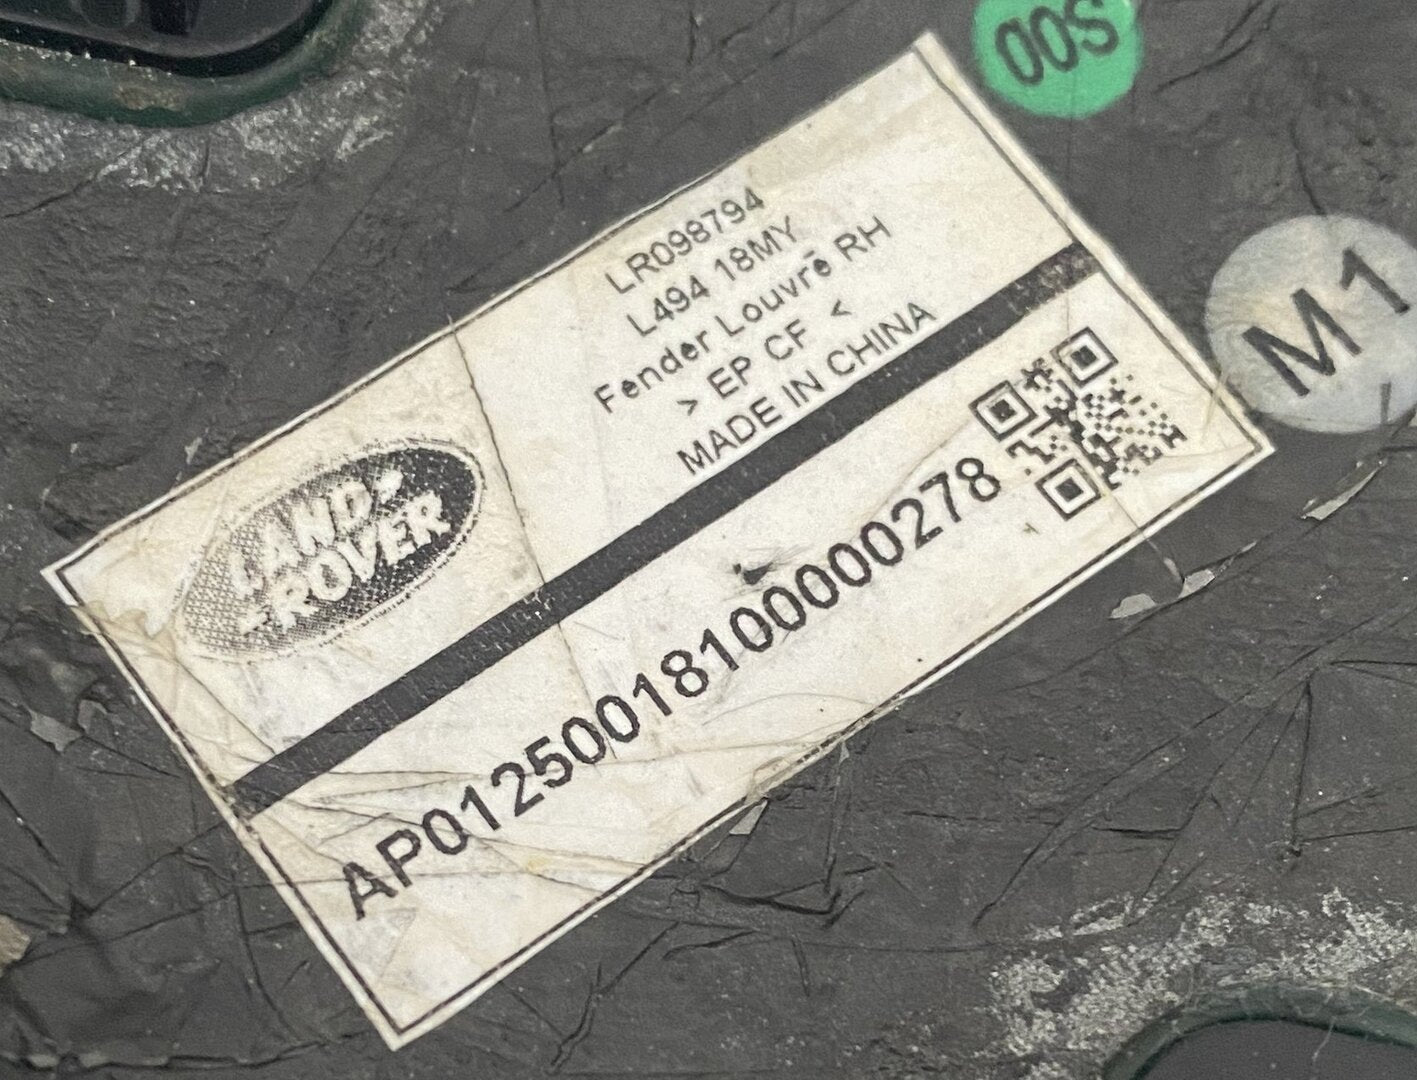 00S
LR098794
L494 18MY
Fender Louvre RH
> EP CF <
MADE IN CHINA
M1
LAND-
-ROVER
AP01250018100000278